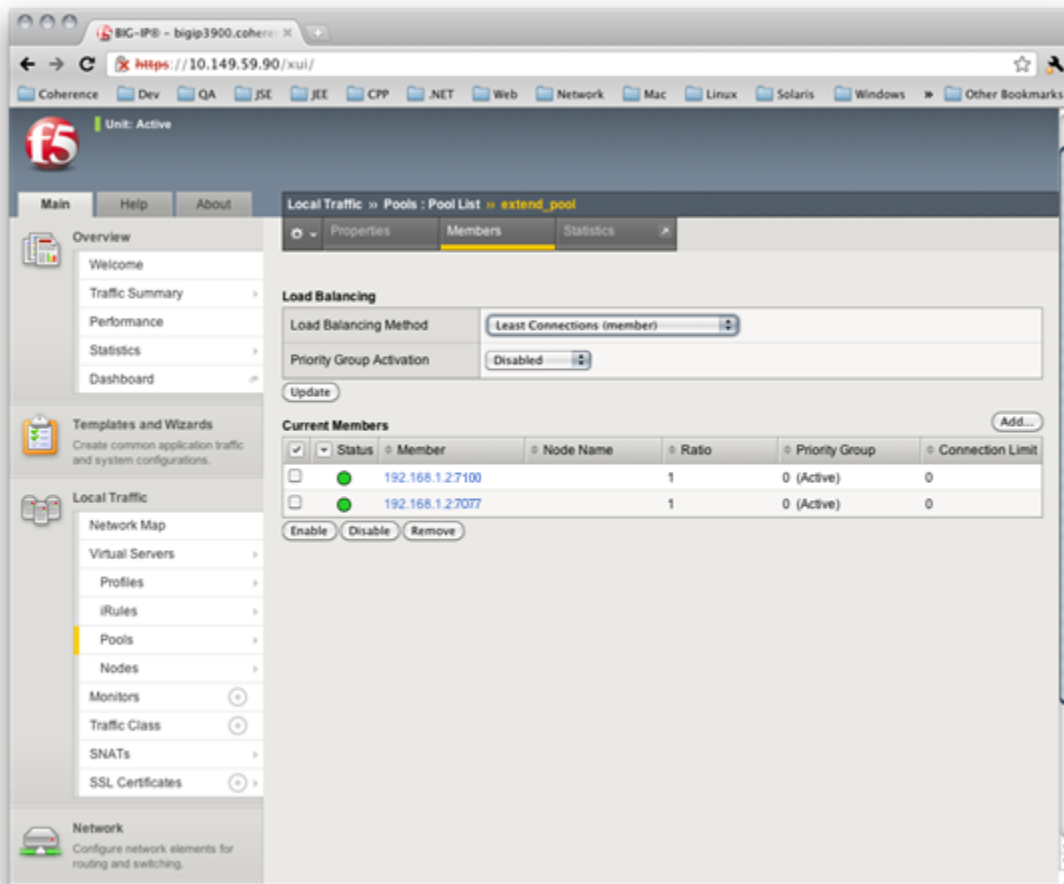 BIG-IP® - bigip3900.cohere
https://10.149.59.90/xui/
Coherence Dev QA JSE JEE CPP .NET Web Network Mac Linux Solaris Windows » Other Bookmarks
f5
Unit: Active
Main Help About
Local Traffic » Pools : Pool List » extend_pool
Properties Members Statistics
Overview
Welcome
Traffic Summary
Performance
Statistics
Dashboard
Templates and Wizards
Create common application traffic
and system configurations.
Local Traffic
Network Map
Virtual Servers
Profiles
iRules
Pools
Nodes
Monitors
Traffic Class
SNATs
SSL Certificates
Network
Configure network elements for
routing and switching.
Load Balancing
Load Balancing Method Least Connections (member)
Priority Group Activation Disabled
Update
Current Members Add...
Status Member Node Name Ratio Priority Group Connection Limit
192.168.1.2:7100 1 0 (Active) 0
192.168.1.2:7077 1 0 (Active) 0
Enable Disable Remove